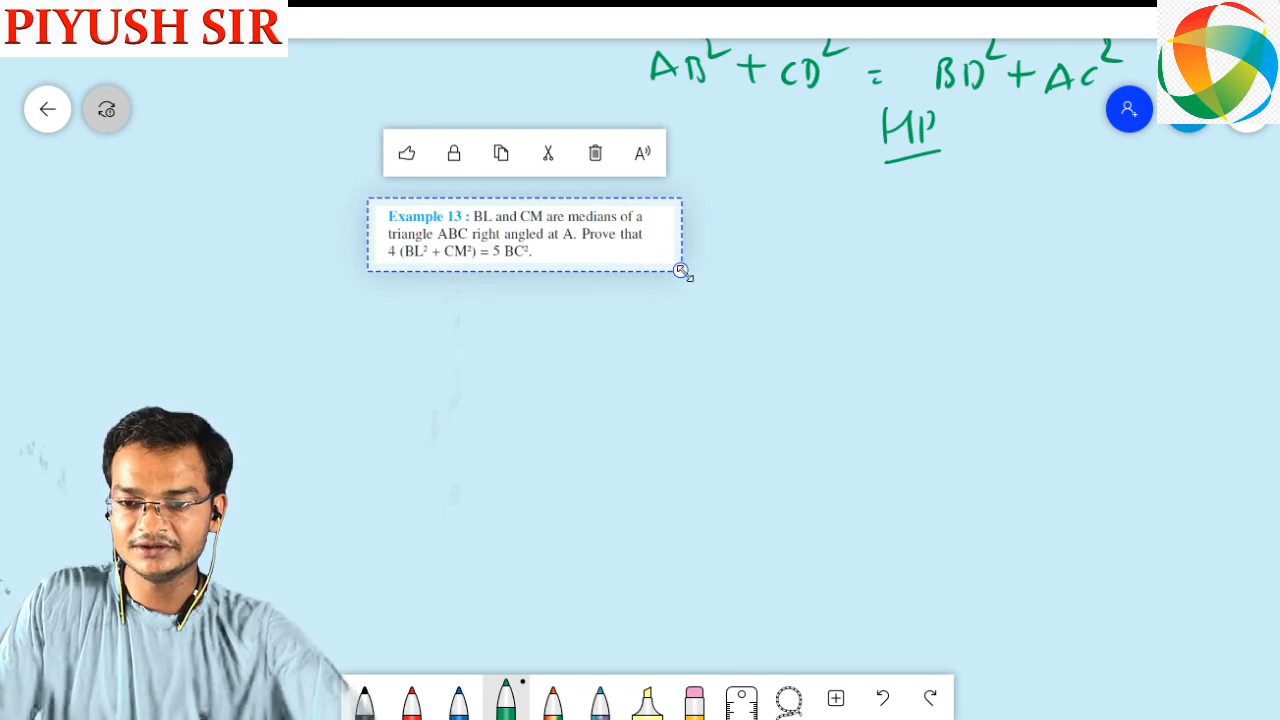 PIYUSH SIR
AB² + CD² = BD² + AC²
HP
Example 13 : BL and CM are medians of a
triangle ABC right angled at A. Prove that
4 (BL² + CM²) = 5 BC².